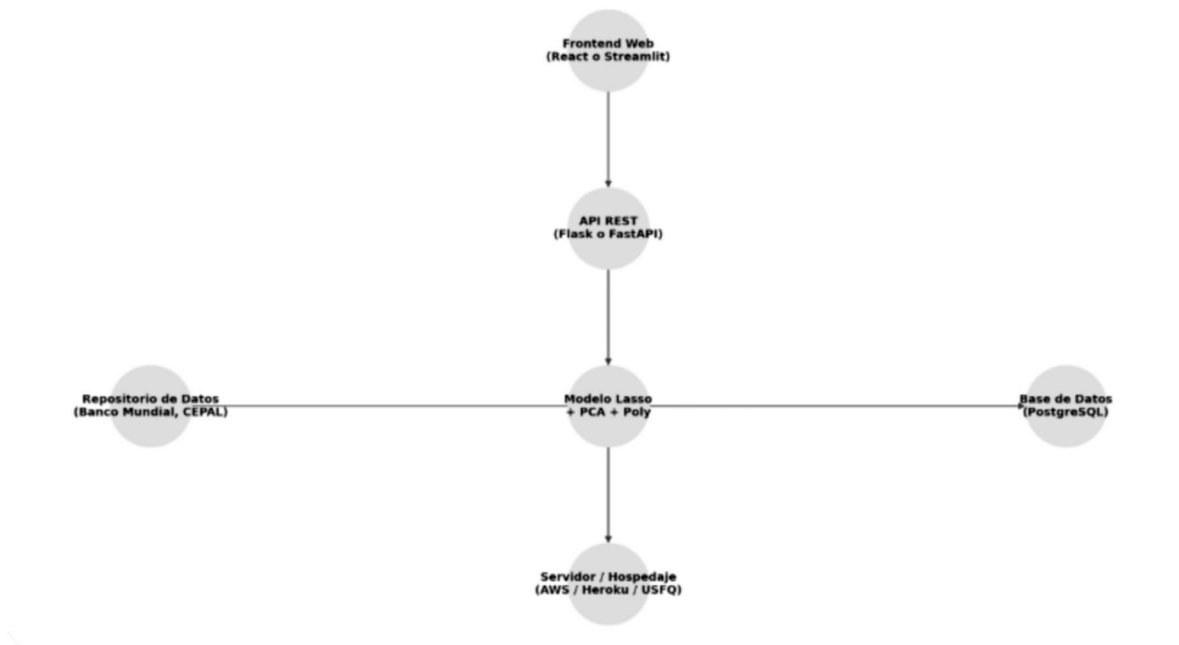 Frontend Web
(React o Streamlit)
API REST
(Flask o FastAPI)
Repositorio de Datos
(Banco Mundial, CEPAL)
Modelo Lasso
+ PCA + Poly
Base de Datos
(PostgreSQL)
Servidor / Hospedaje
(AWS / Heroku / USFQ)